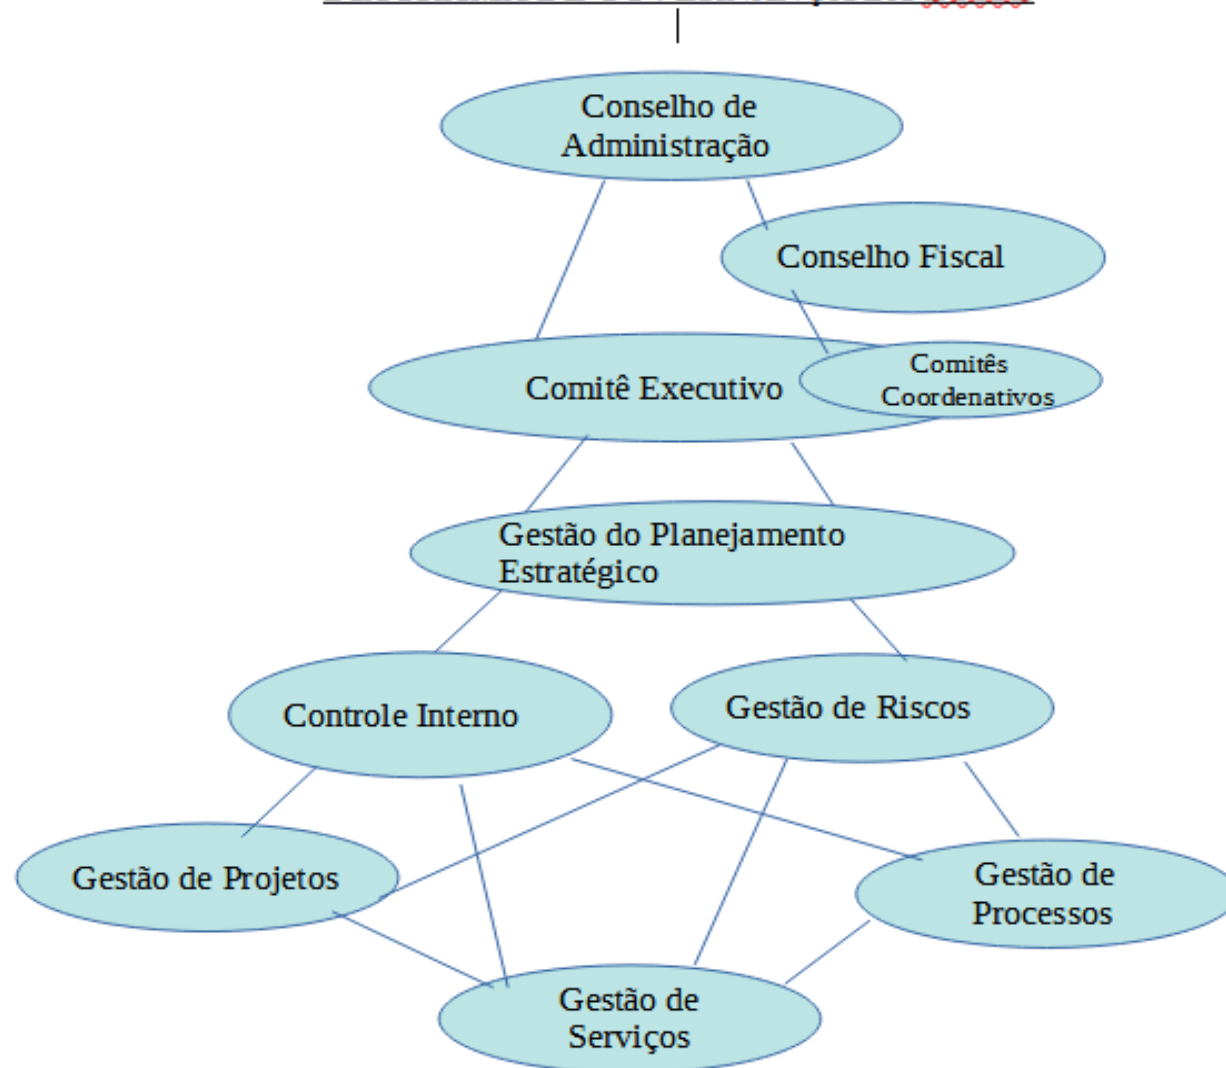 Conselho de
Administração
Conselho Fiscal
Comitê Executivo
Comitês
Coordenativos
Gestão do Planejamento
Estratégico
Controle Interno
Gestão de Riscos
Gestão de Projetos
Gestão de
Processos
Gestão de
Serviços